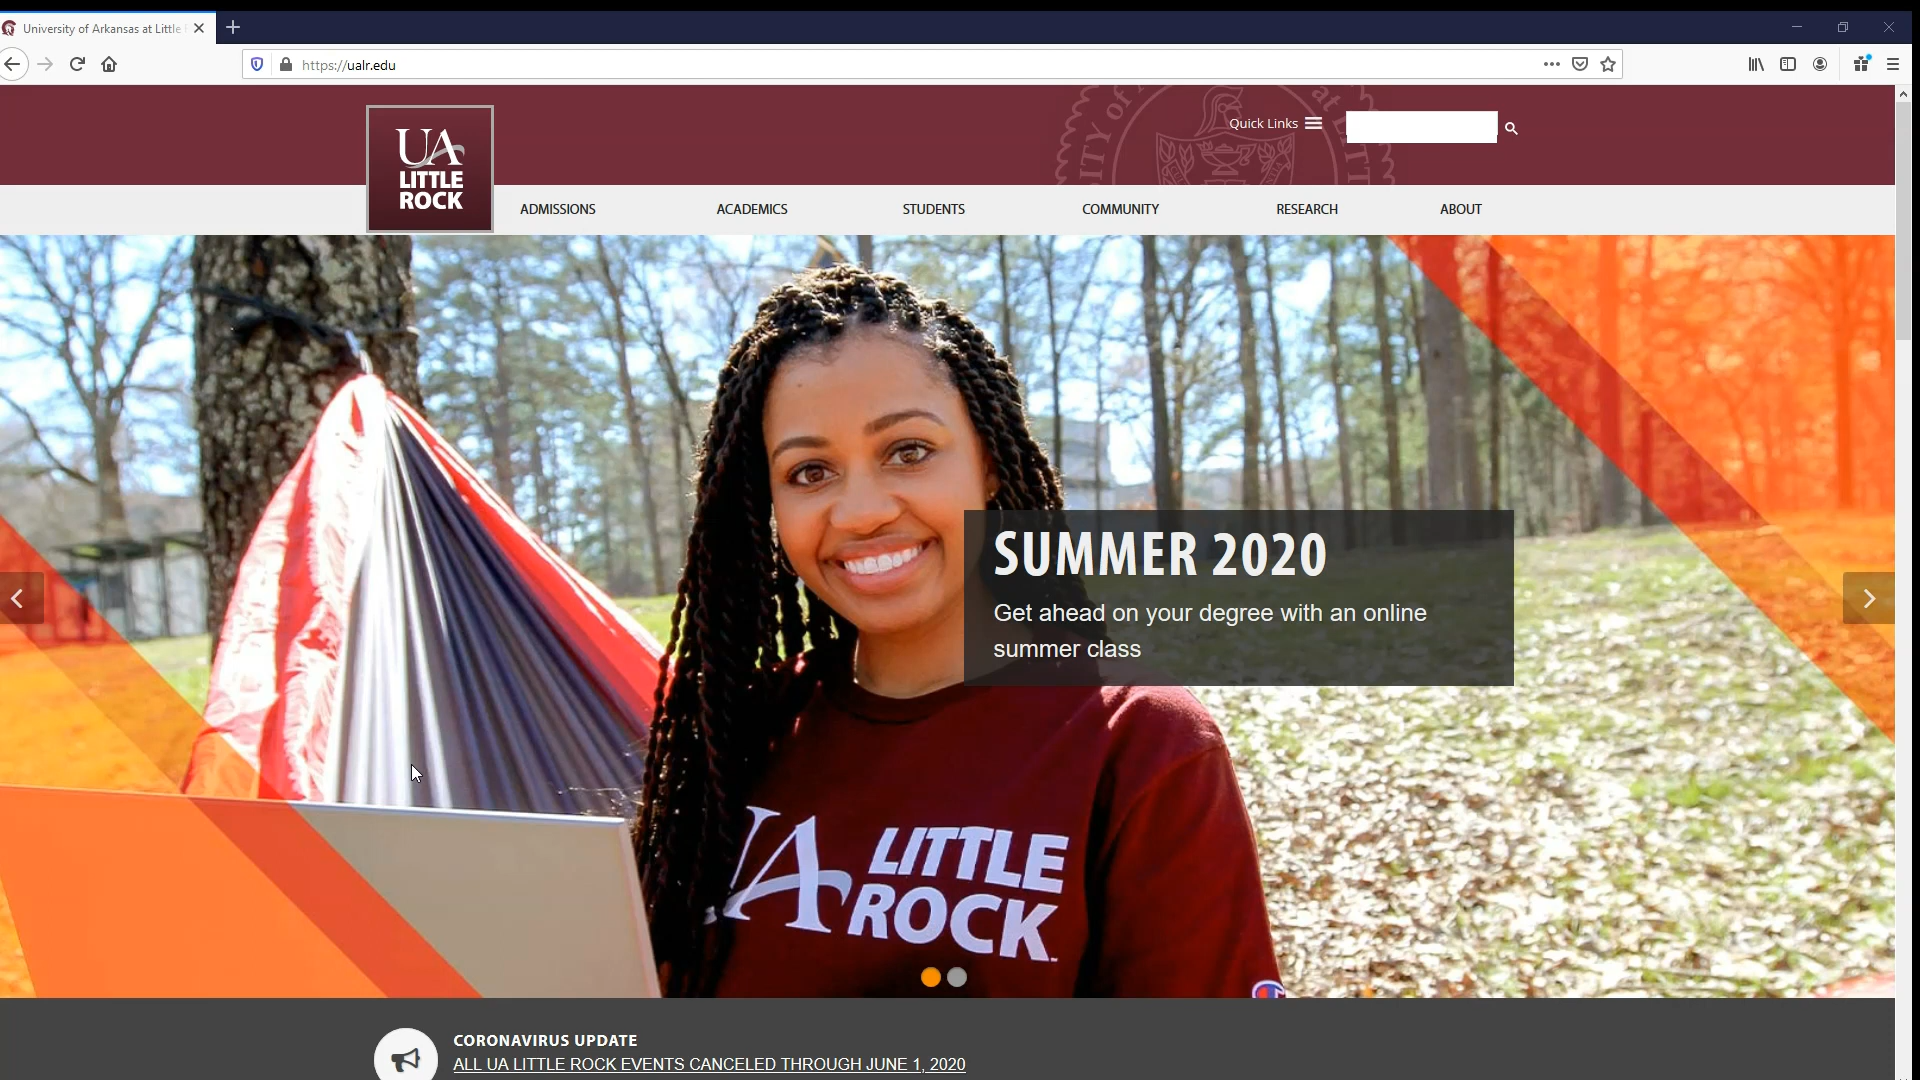 University of Arkansas at Little
https://ualr.edu
Quick Links
UA
LITTLE
ROCK
ADMISSIONS
ACADEMICS
STUDENTS
COMMUNITY
RESEARCH
ABOUT
SUMMER 2020
Get ahead on your degree with an online
summer class
UA LITTLE
ROCK
CORONAVIRUS UPDATE
ALL UA LITTLE ROCK EVENTS CANCELED THROUGH JUNE 1, 2020